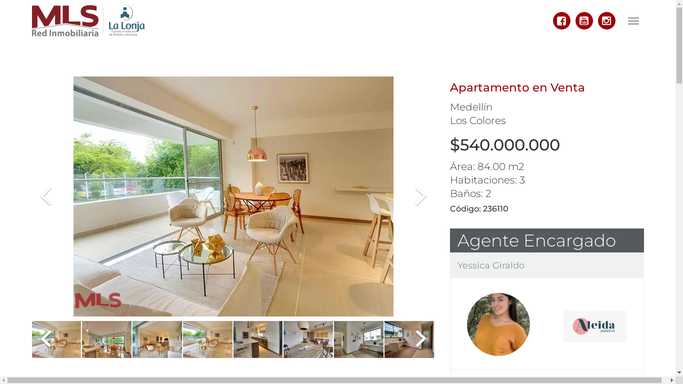 MLS
Red Inmobiliaria
La Lonja
Apartamento en Venta
Medellín
Los Colores
$540.000.000
Área: 84.00 m2
Habitaciones: 3
Baños: 2
Código: 236110
MLS
Agente Encargado
Yessica Giraldo
Aleida